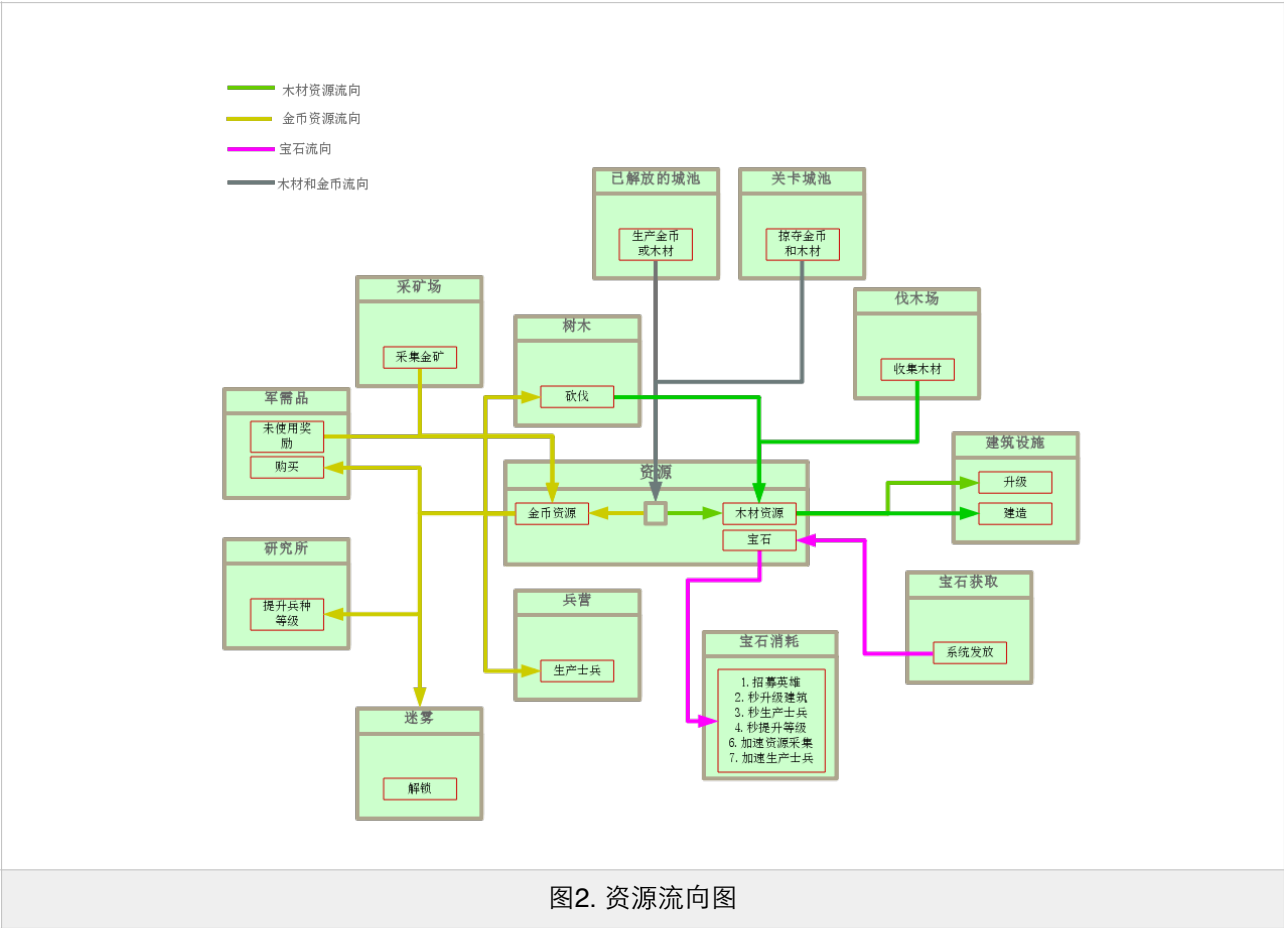 木材资源流向
金币资源流向
宝石流向
木材和金币流向
已解放的城池
生产金币
或木材
关卡城池
掠夺金币
和木材
采矿场
采集金矿
树木
砍伐
伐木场
收集木材
军需品
未使用奖
励
购买
资源
金币资源
木材资源
宝石
建筑设施
升级
建造
研究所
提升兵种
等级
兵营
生产士兵
宝石获取
系统发放
宝石消耗
1.招募英雄
2.秒升级建筑
3.秒生产士兵
4.秒提升等级
6.加速资源采集
7.加速生产士兵
迷雾
解锁
图2. 资源流向图